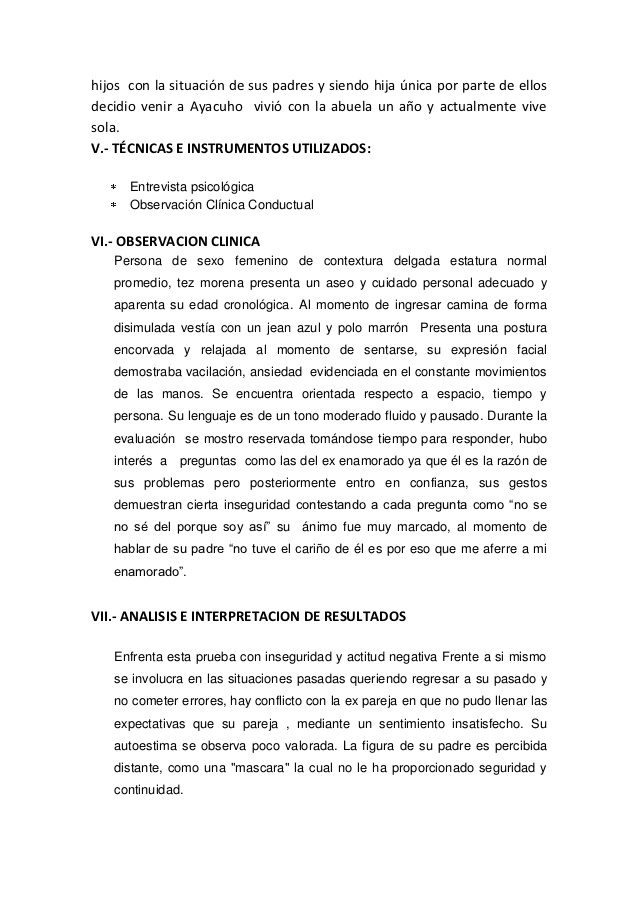 hijos con la situación de sus padres y siendo hija única por parte de ellos
decidio venir a Ayacuho vivió con la abuela un año y actualmente vive
sola.
V.- TÉCNICAS E INSTRUMENTOS UTILIZADOS:
* Entrevista psicológica
* Observación Clínica Conductual
VI.- OBSERVACION CLINICA
Persona de sexo femenino de contextura delgada estatura normal
promedio, tez morena presenta un aseo y cuidado personal adecuado y
aparenta su edad cronológica. Al momento de ingresar camina de forma
disimulada vestía con un jean azul y polo marrón Presenta una postura
encorvada y relajada al momento de sentarse, su expresión facial
demostraba vacilación, ansiedad evidenciada en el constante movimientos
de las manos. Se encuentra orientada respecto a espacio, tiempo y
persona. Su lenguaje es de un tono moderado fluido y pausado. Durante la
evaluación se mostro reservada tomándose tiempo para responder, hubo
interés a preguntas como las del ex enamorado ya que él es la razón de
sus problemas pero posteriormente entro en confianza, sus gestos
demuestran cierta inseguridad contestando a cada pregunta como “no se
no sé del porque soy así” su ánimo fue muy marcado, al momento de
hablar de su padre “no tuve el cariño de él es por eso que me aferre a mi
enamorado”.
VII.- ANALISIS E INTERPRETACION DE RESULTADOS
Enfrenta esta prueba con inseguridad y actitud negativa Frente a si mismo
se involucra en las situaciones pasadas queriendo regresar a su pasado y
no cometer errores, hay conflicto con la ex pareja en que no pudo llenar las
expectativas que su pareja , mediante un sentimiento insatisfecho. Su
autoestima se observa poco valorada. La figura de su padre es percibida
distante, como una "mascara" la cual no le ha proporcionado seguridad y
continuidad.